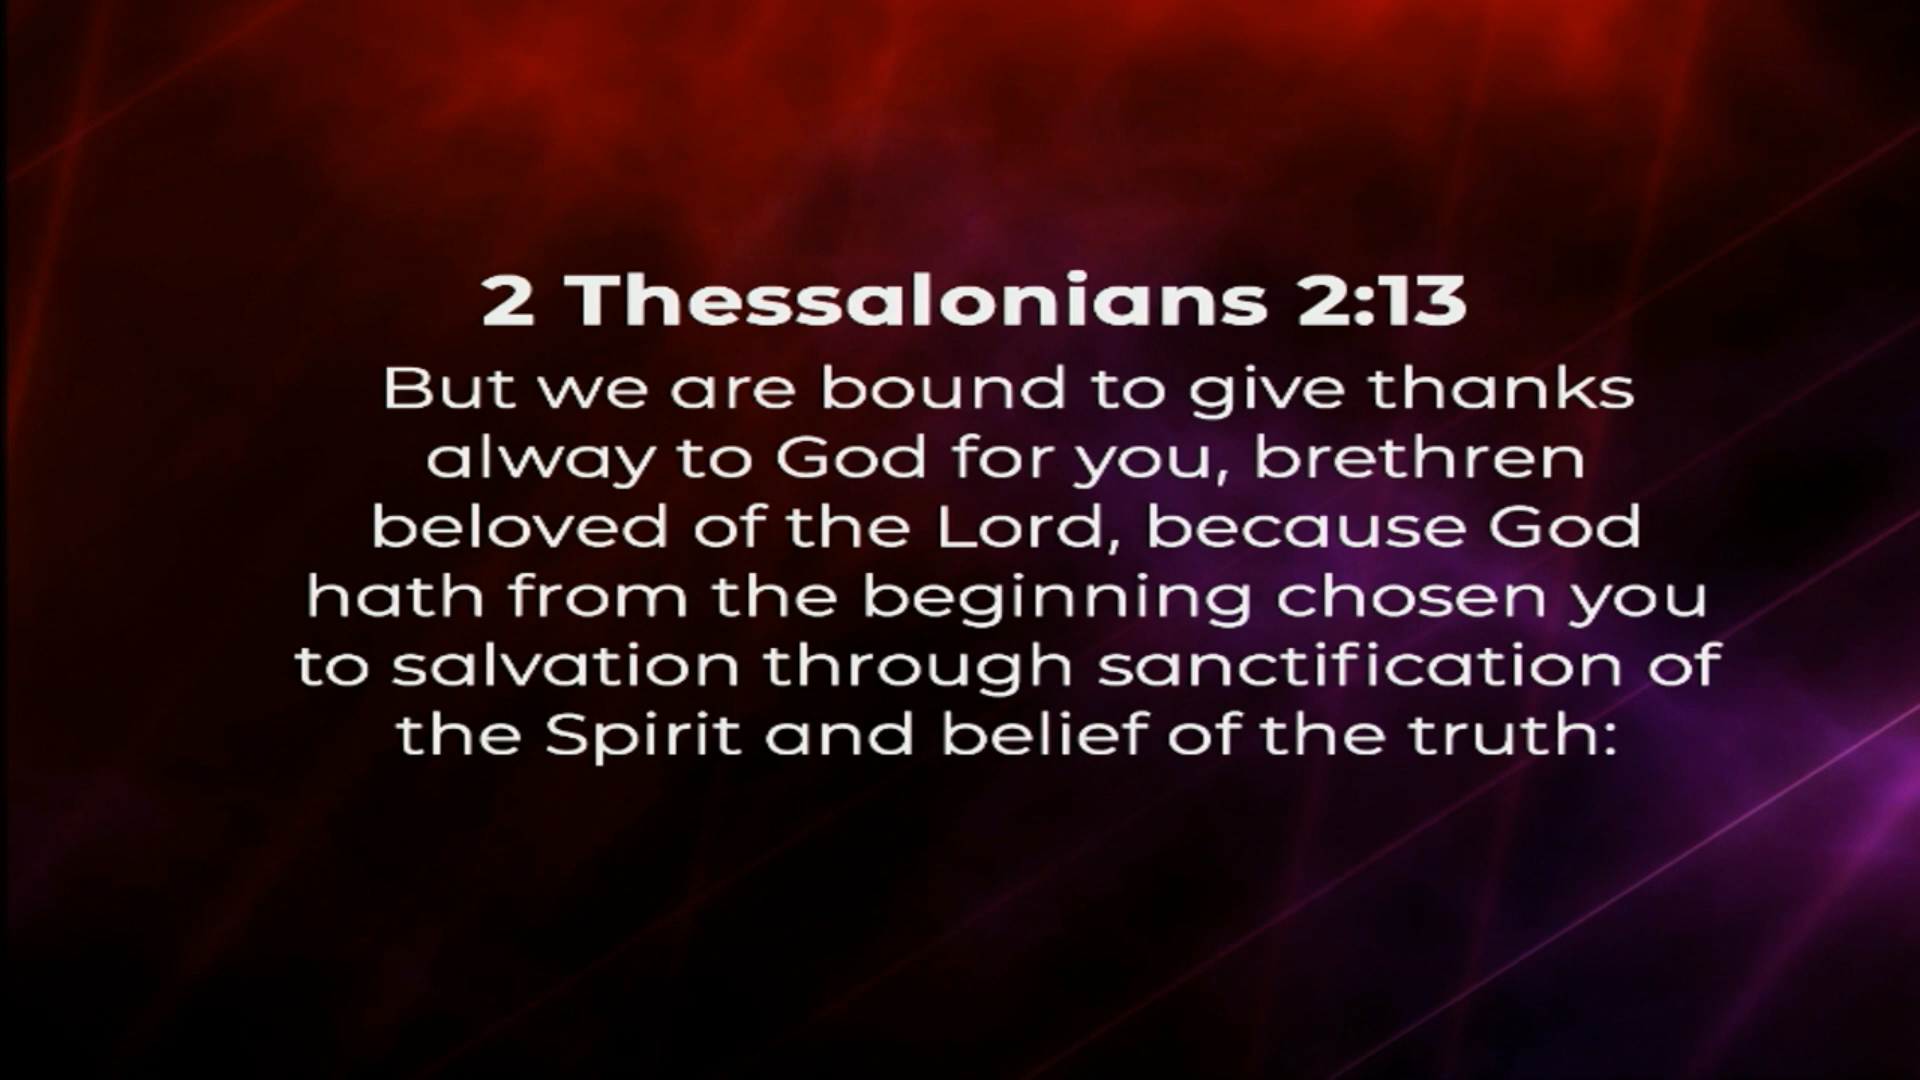 2 Thessalonians 2:13
But we are bound to give thanks
alway to God for you, brethren
beloved of the Lord, because God
hath from the beginning chosen you
to salvation through sanctification of
the Spirit and belief of the truth: